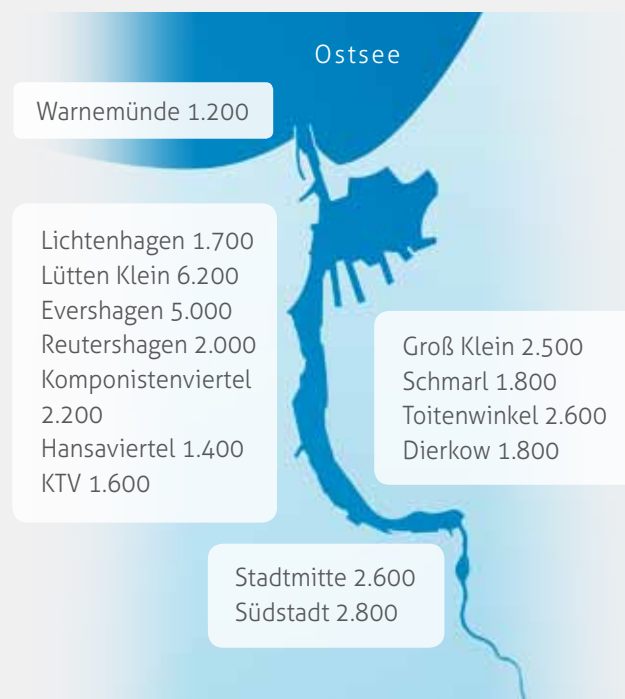 Ostsee
Warnemünde 1.200
Lichtenhagen 1.700
Lütten Klein 6.200
Evershagen 5.000
Reutershagen 2.000
Komponistenviertel
2.200
Hansaviertel 1.400
KTV 1.600
Groß Klein 2.500
Schmarl 1.800
Toitenwinkel 2.600
Dierkow 1.800
Stadtmitte 2.600
Südstadt 2.800